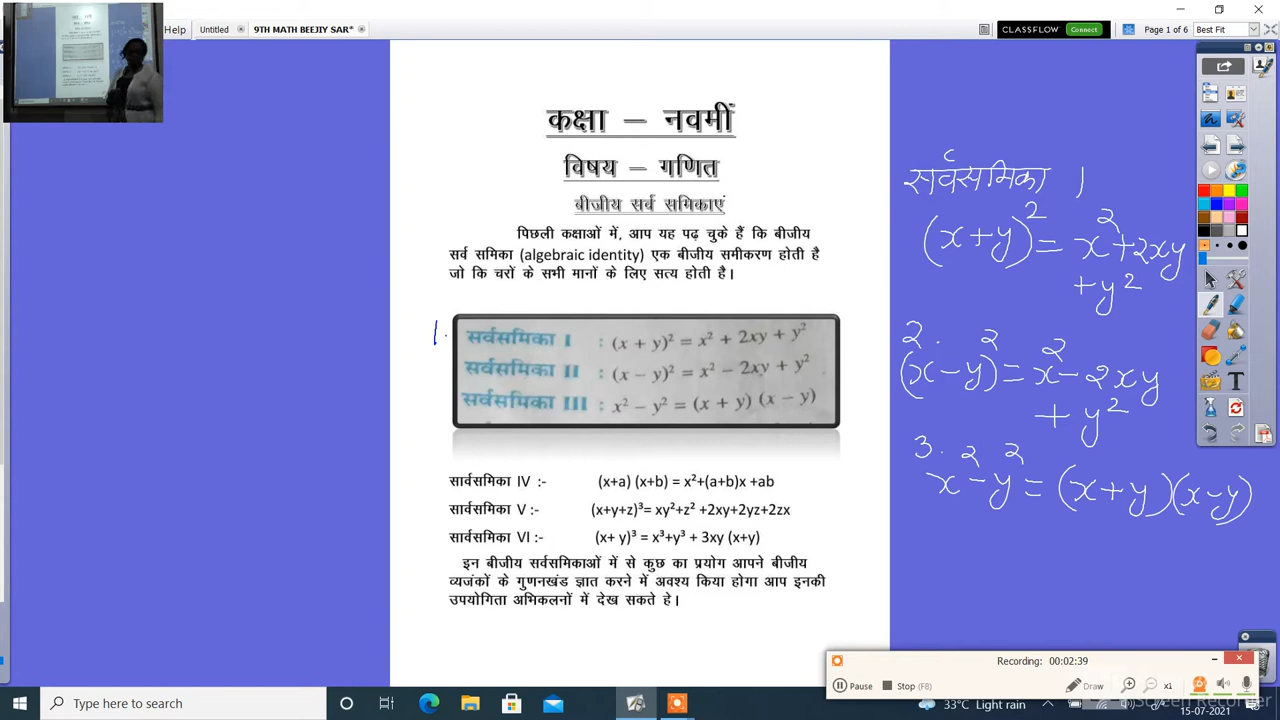 Help
Untitled
9TH MATH BEEJIY SAR*
CLASSFLOW Connect
Page 1 of 6
Best Fit
कक्षा – नवमीं
विषय – गणित
बीजीय सर्व समिकाएं
पिछली कक्षाओं में, आप यह पढ़ चुके हैं कि बीजीय
सर्व समिका (algebraic identity) एक बीजीय समीकरण होती है
जो कि चरों के सभी मानों के लिए सत्य होती है।
1.
सर्वसमिका I : (x + y)² = x² + 2xy + y²
सर्वसमिका II : (x − y)² = x² − 2xy + y²
सर्वसमिका III : x² − y² = (x + y) (x − y)
सार्वसमिका IV :- (x+a) (x+b) = x²+(a+b)x +ab
सार्वसमिका V :- (x+y+z)³= xy²+z² +2xy+2yz+2zx
सार्वसमिका VI :- (x+ y)³ = x³+y³ + 3xy (x+y)
इन बीजीय सर्वसमिकाओं में से कुछ का प्रयोग आपने बीजीय
व्यजंकों के गुणनखंड ज्ञात करने में अवश्य किया होगा आप इनकी
उपयोगिता अभिकलनों में देख सकते हे।
सर्वसमिका 1
(x+y)² = x²+2xy
+y²
2.
(x-y)² = x²-2xy
+ y²
3.
x²-y² = (x+y)(x-y)
Recording: 00:02:39
Pause
Stop (F8)
Draw
x1
Type here to search
33°C Light rain
15-07-2021